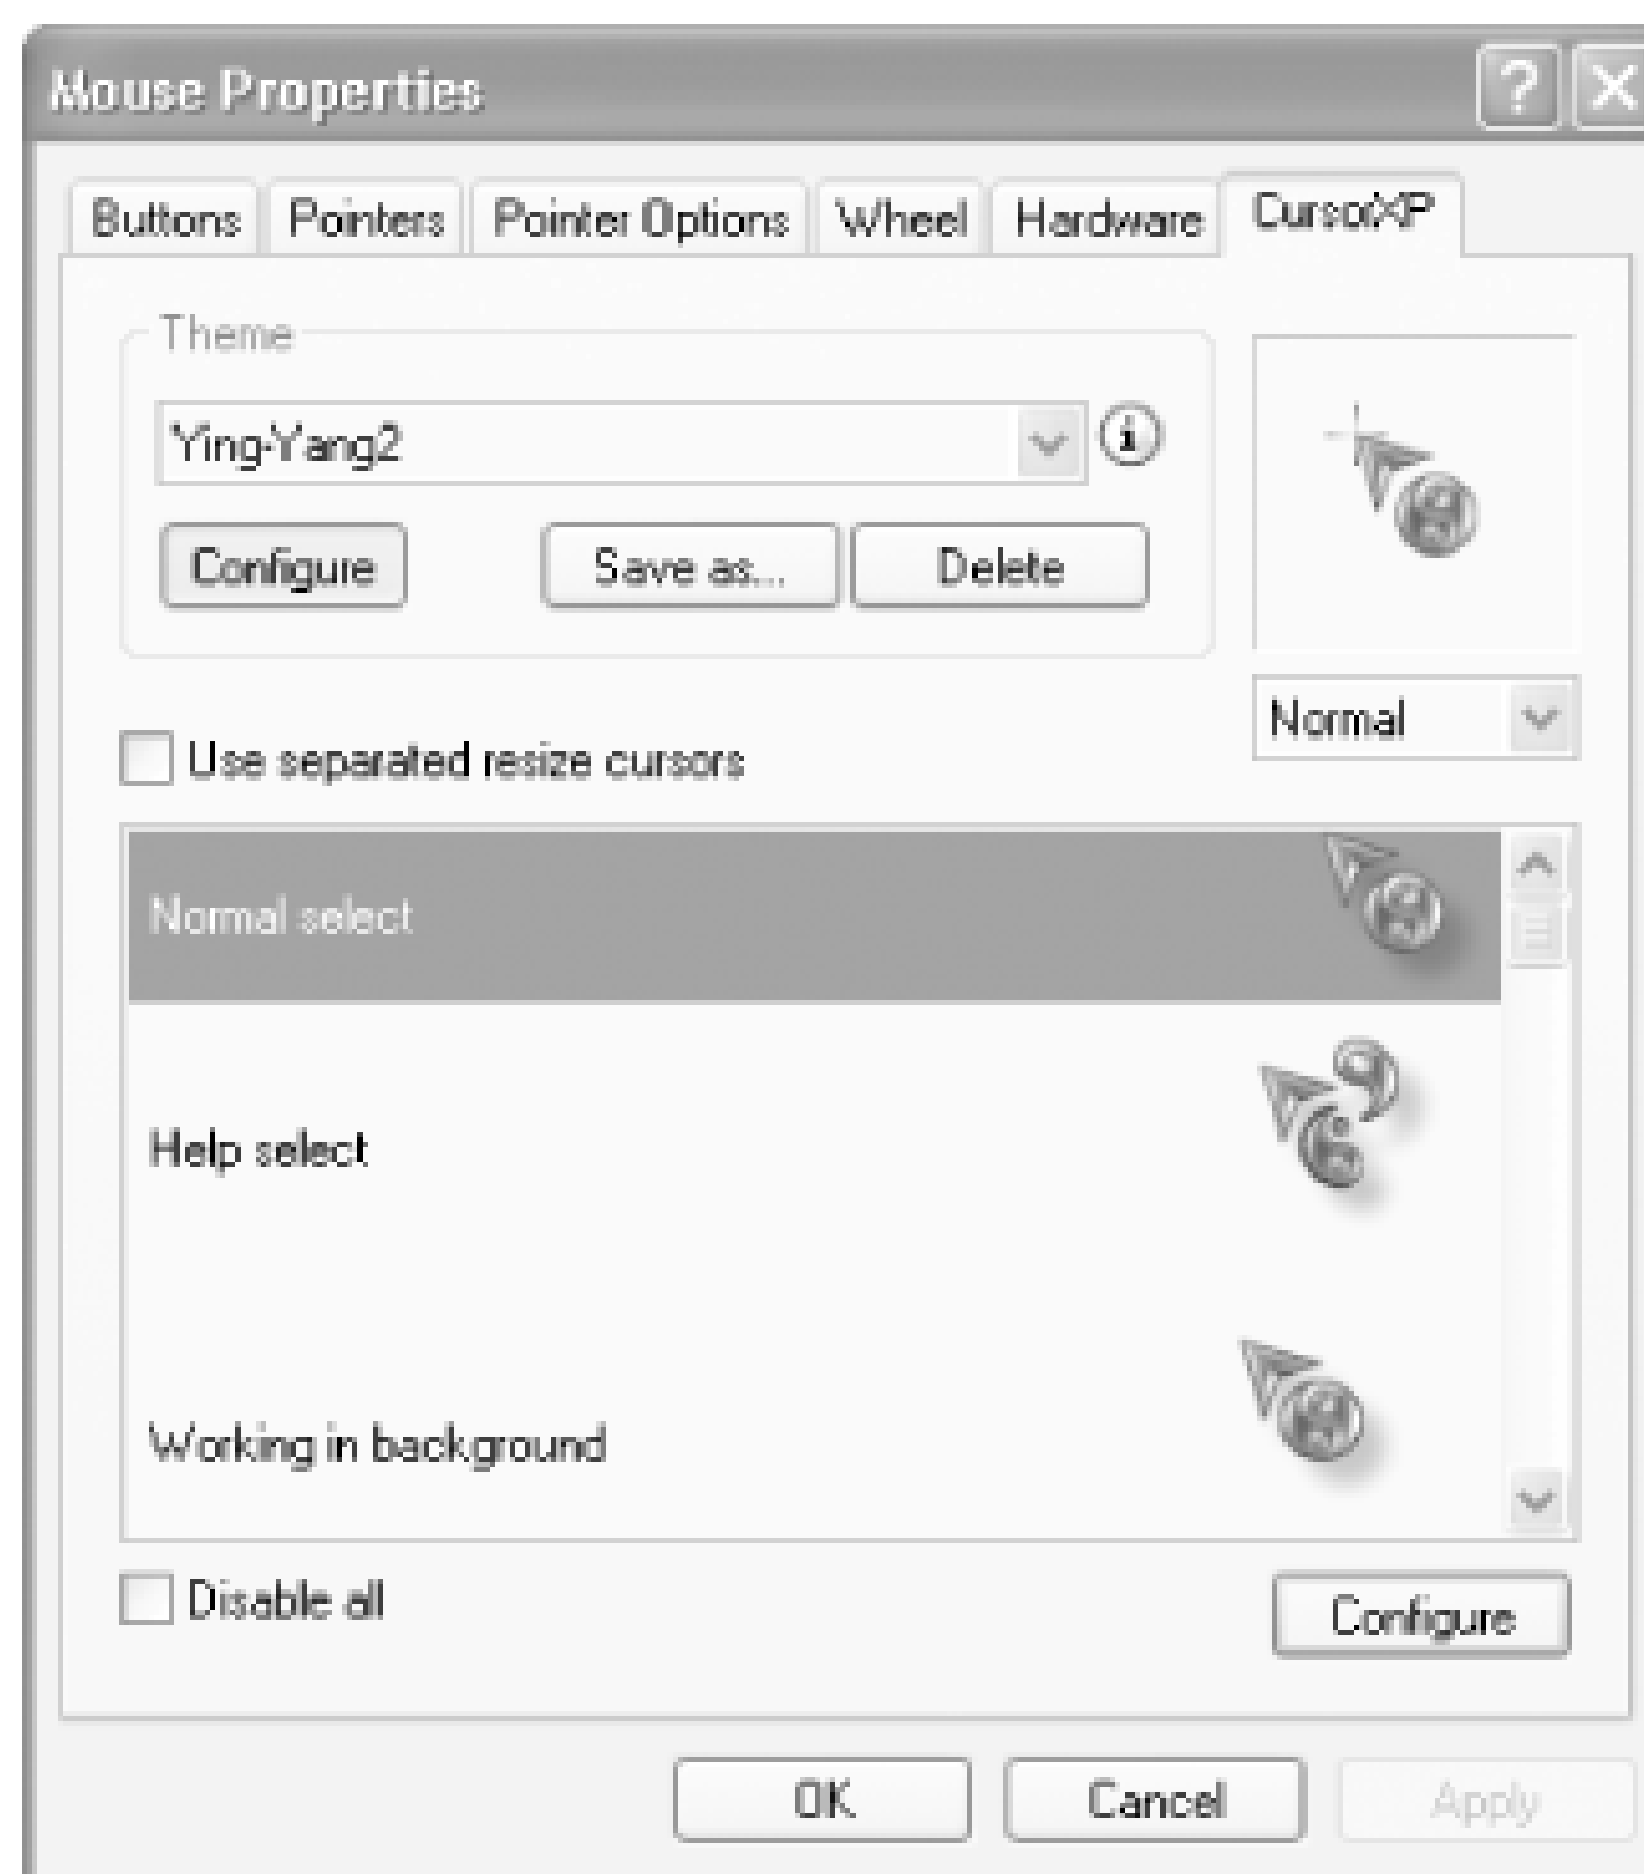 Mouse Properties
Buttons Pointers Pointer Options Wheel Hardware CursorXP
Theme
Ying-Yang2
Configure Save as... Delete
Normal
Use separated resize cursors
Normal select
Help select
Working in background
Disable all
Configure
OK Cancel Apply